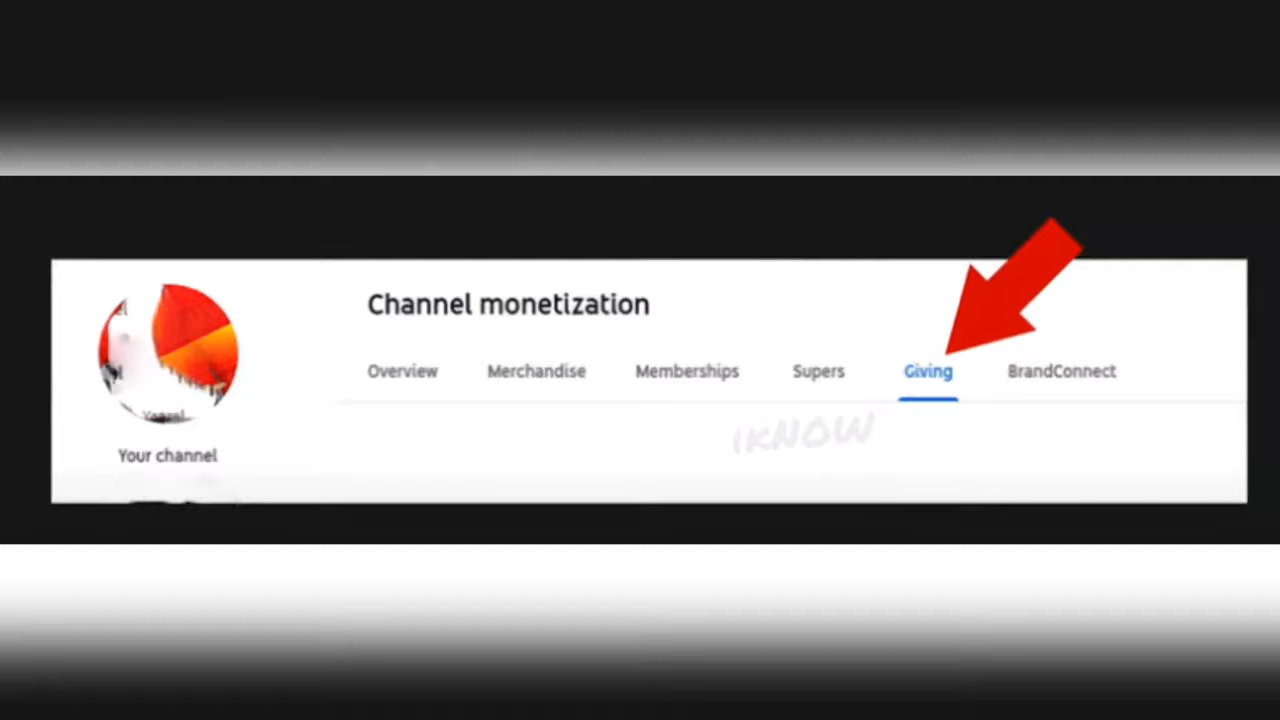 Channel monetization
Overview Merchandise Memberships Supers Giving BrandConnect
iKNOW
Your channel